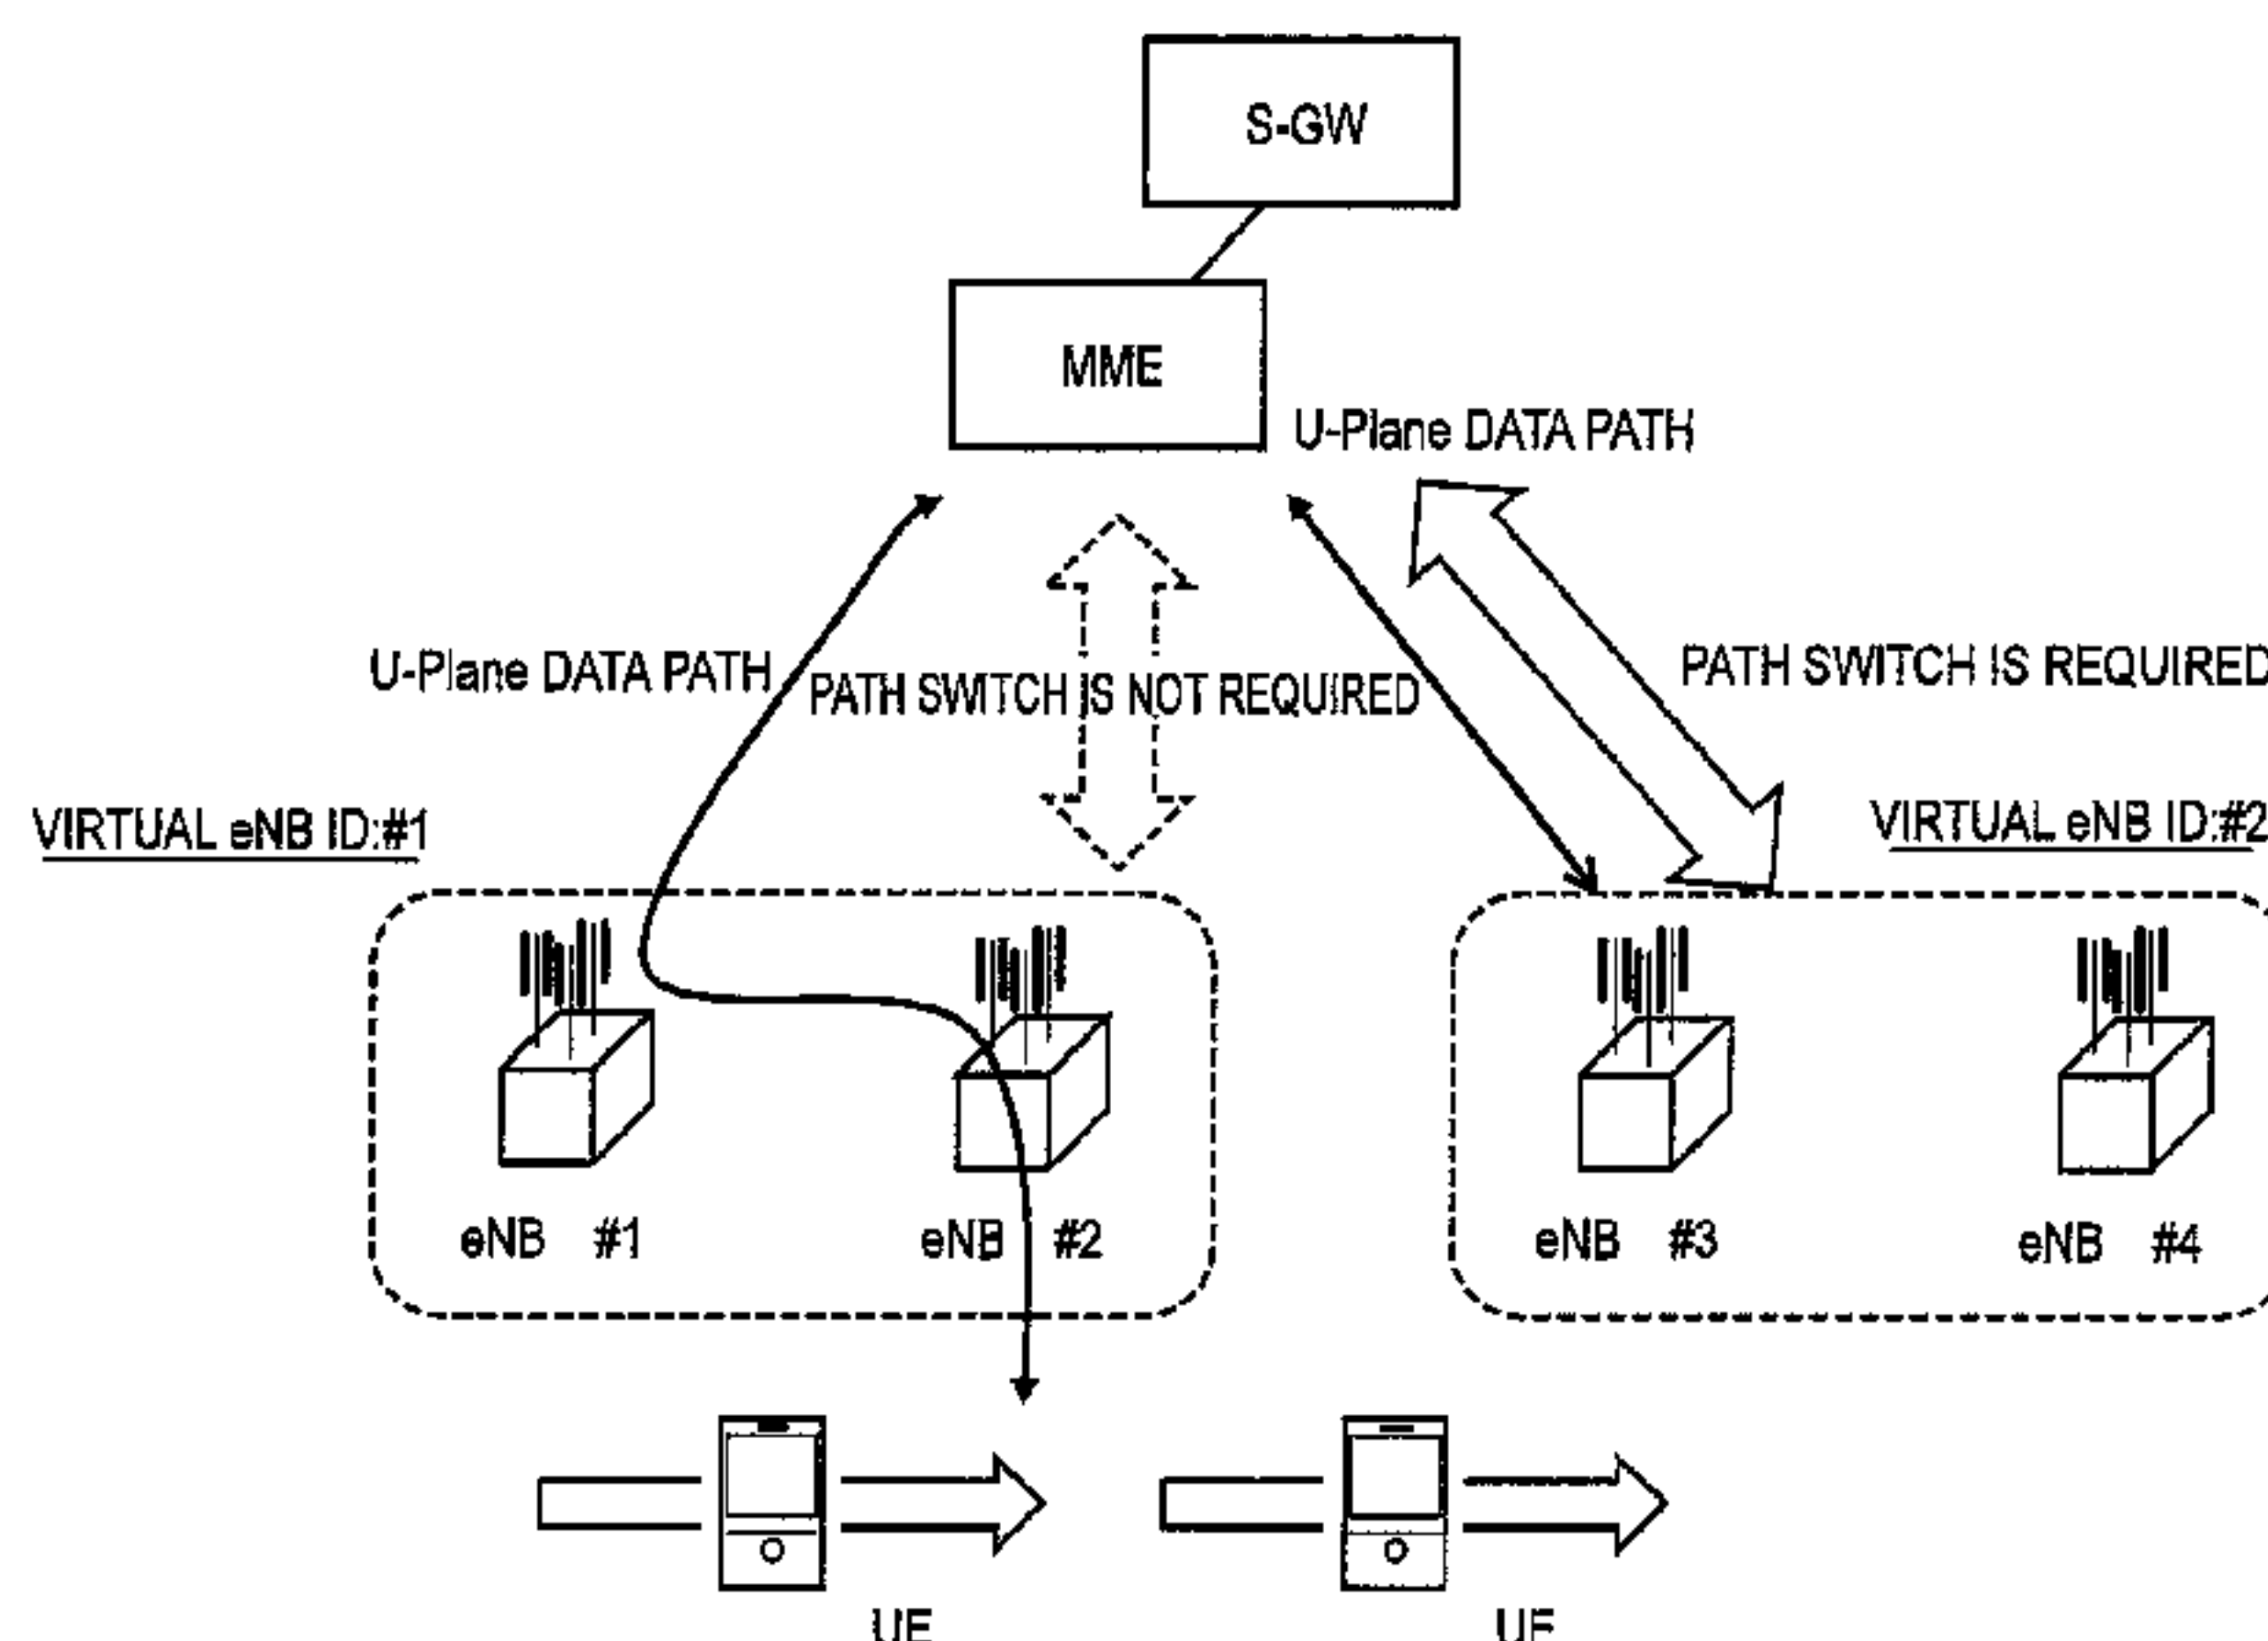 S-GW
MME
U-Plane DATA PATH
U-Plane DATA PATH
PATH SWITCH IS NOT REQUIRED
PATH SWITCH IS REQUIRED
VIRTUAL eNB ID:#1
VIRTUAL eNB ID:#2
eNB #1
eNB #2
eNB #3
eNB #4
UE
UE